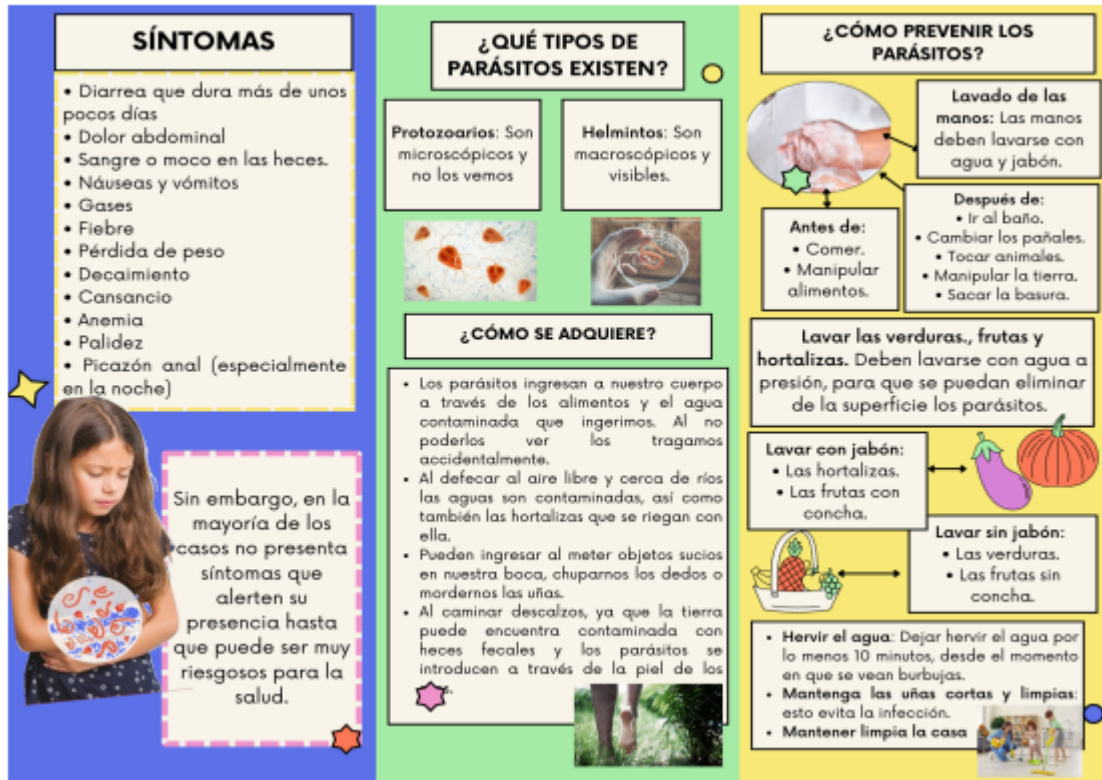 SÍNTOMAS
• Diarrea que dura más de unos
pocos días
• Dolor abdominal
• Sangre o moco en las heces.
• Náuseas y vómitos
• Gases
• Fiebre
• Pérdida de peso
• Decaimiento
• Cansancio
• Anemia
• Palidez
• Picazón anal (especialmente
en la noche)
Sin embargo, en la
mayoría de los
casos no presenta
síntomas que
alerten su
presencia hasta
que puede ser muy
riesgosos para la
salud.
¿QUÉ TIPOS DE
PARÁSITOS EXISTEN?
Protozoarios: Son
microscópicos y
no los vemos
Helmintos: Son
macroscópicos y
visibles.
¿CÓMO SE ADQUIERE?
• Los parásitos ingresan a nuestro cuerpo
a través de los alimentos y el agua
contaminada que ingerimos. Al no
poderlos ver los tragamos
accidentalmente.
• Al defecar al aire libre y cerca de ríos
las aguas son contaminadas, así como
también las hortalizas que se riegan con
ella.
• Pueden ingresar al meter objetos sucios
en nuestra boca, chuparnos los dedos o
mordernos las uñas.
• Al caminar descalzos, ya que la tierra
puede encuentra contaminada con
heces fecales y los parásitos se
introducen a través de la piel de los
¿CÓMO PREVENIR LOS
PARÁSITOS?
Lavado de las
manos: Las manos
deben lavarse con
agua y jabón.
Antes de:
• Comer.
• Manipular
alimentos.
Después de:
• Ir al baño.
• Cambiar los pañales.
• Tocar animales.
• Manipular la tierra.
• Sacar la basura.
Lavar las verduras., frutas y
hortalizas. Deben lavarse con agua a
presión, para que se puedan eliminar
de la superficie los parásitos.
Lavar con jabón:
• Las hortalizas.
• Las frutas con
concha.
Lavar sin jabón:
• Las verduras.
• Las frutas sin
concha.
• Hervir el agua: Dejar hervir el agua por
lo menos 10 minutos, desde el momento
en que se vean burbujas.
• Mantenga las uñas cortas y limpias:
esto evita la infección.
• Mantener limpia la casa